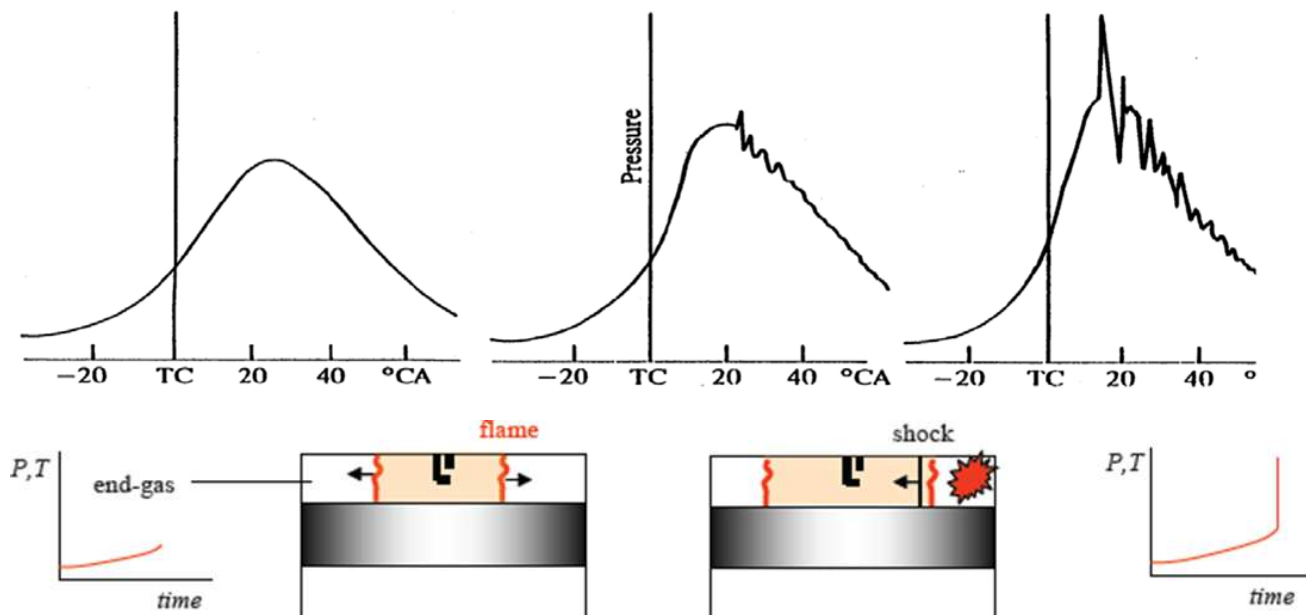 Pressure
−20 TC 20 40 °CA
−20 TC 20 40 °CA
−20 TC 20 40 °
flame
shock
P,T
end-gas
P,T
time
time